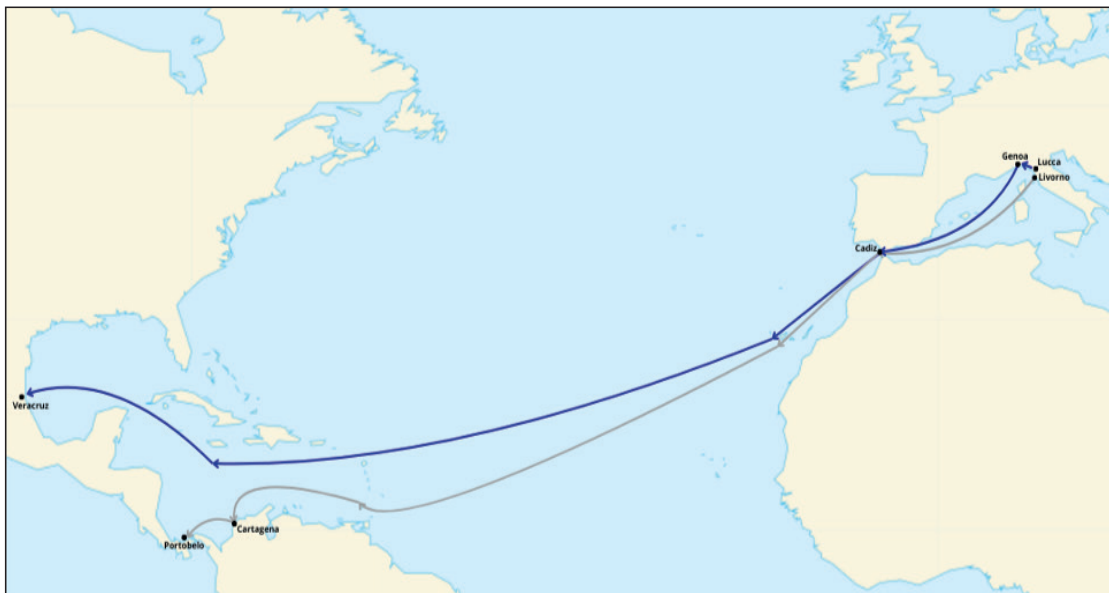 Genoa
Lucca
Livorno
Cadiz
Veracruz
Cartagena
Portobelo